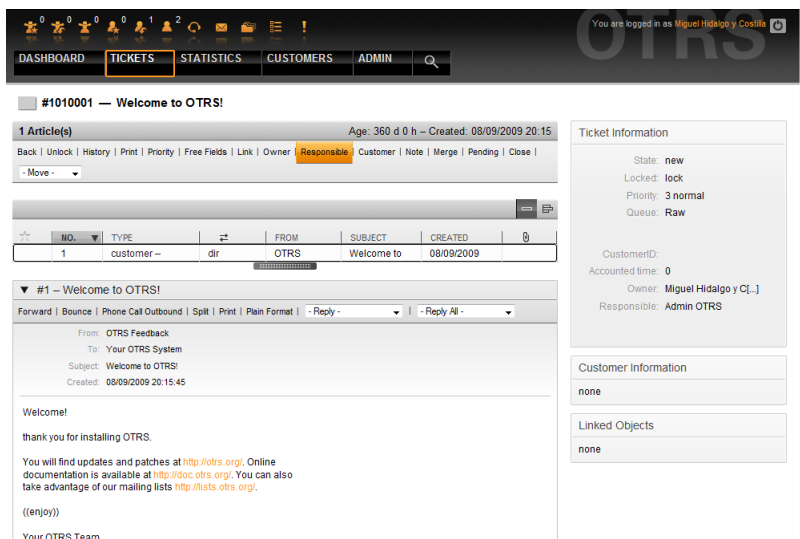 0 0 0 0 1 2
You are logged in as Miguel Hidalgo y Costilla
OTRS
DASHBOARD TICKETS STATISTICS CUSTOMERS ADMIN
#1010001 — Welcome to OTRS!
1 Article(s) Age: 360 d 0 h – Created: 08/09/2009 20:15
Back | Unlock | History | Print | Priority | Free Fields | Link | Owner | Responsible | Customer | Note | Merge | Pending | Close |
- Move -
NO. TYPE FROM SUBJECT CREATED
1 customer – dir OTRS Welcome to 08/09/2009
▼ #1 – Welcome to OTRS!
Forward | Bounce | Phone Call Outbound | Split | Print | Plain Format | - Reply - | - Reply All -
From: OTRS Feedback
To: Your OTRS System
Subject: Welcome to OTRS!
Created: 08/09/2009 20:15:45
Welcome!
thank you for installing OTRS.
You will find updates and patches at http://otrs.org/. Online
documentation is available at http://doc.otrs.org/. You can also
take advantage of our mailing lists http://lists.otrs.org/.
((enjoy))
Your OTRS Team
Ticket Information
State: new
Locked: lock
Priority: 3 normal
Queue: Raw
CustomerID:
Accounted time: 0
Owner: Miguel Hidalgo y C[...]
Responsible: Admin OTRS
Customer Information
none
Linked Objects
none